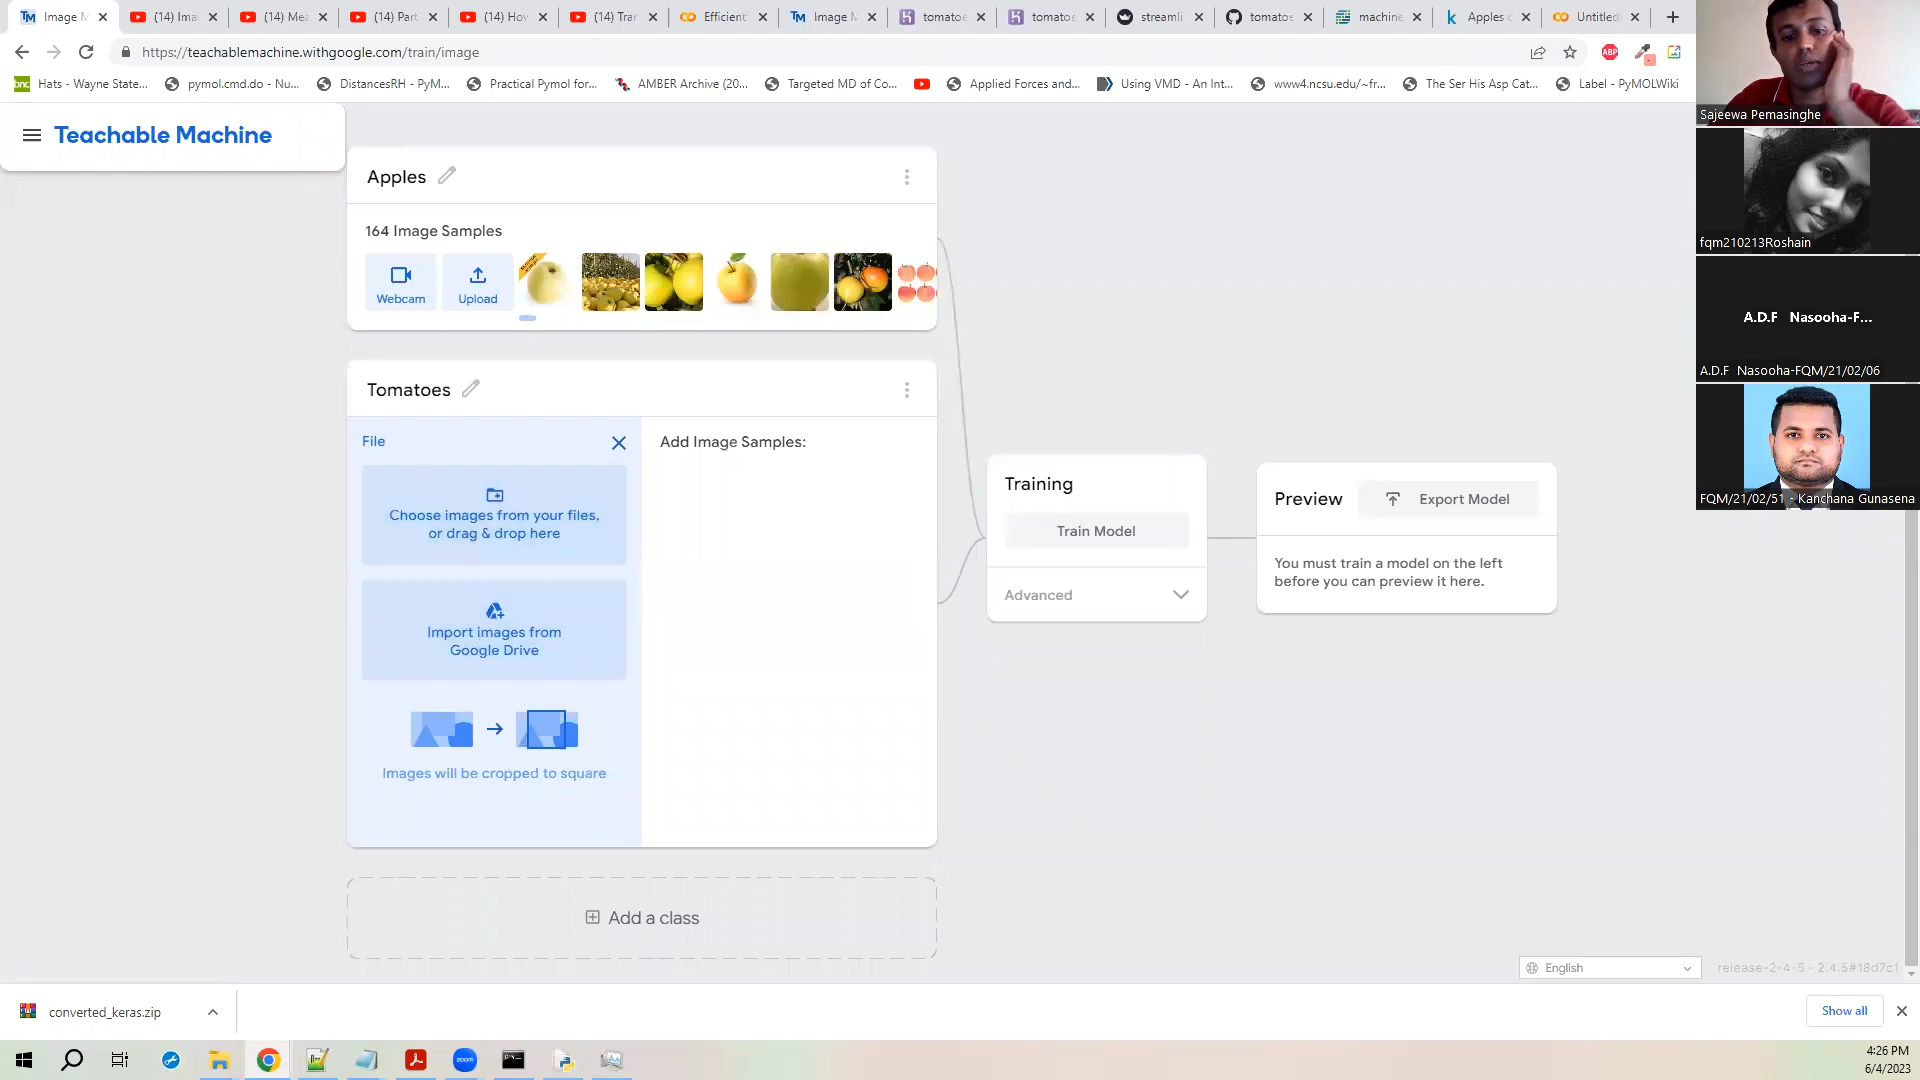 Image M
(14) Ima
(14) Mea
(14) Part
(14) How
(14) Trar
Efficient
Image M
tomatoe
tomatoe
streamli
tomatos
machine
Apples o
Untitled
https://teachablemachine.withgoogle.com/train/image
ABP
Hats - Wayne State...
pymol.cmd.do - Nu...
DistancesRH - PyM...
Practical Pymol for...
AMBER Archive (20...
Targeted MD of Co...
Applied Forces and...
Using VMD - An Int...
www4.ncsu.edu/~fr...
The Ser His Asp Cat...
Label - PyMOLWiki
Teachable Machine
Apples
164 Image Samples
Webcam
Upload
Tomatoes
File
Choose images from your files,
or drag & drop here
Import images from
Google Drive
Images will be cropped to square
Add Image Samples:
Add a class
Training
Train Model
Advanced
Preview
Export Model
You must train a model on the left
before you can preview it here.
English
release-2-4-5 - 2.4.5#18d7c1
Sajeewa Pemasinghe
fqm210213Roshain
A.D.F Nasooha-F...
A.D.F Nasooha-FQM/21/02/06
FQM/21/02/51 - Kanchana Gunasena
converted_keras.zip
Show all
zoom
4:26 PM
6/4/2023